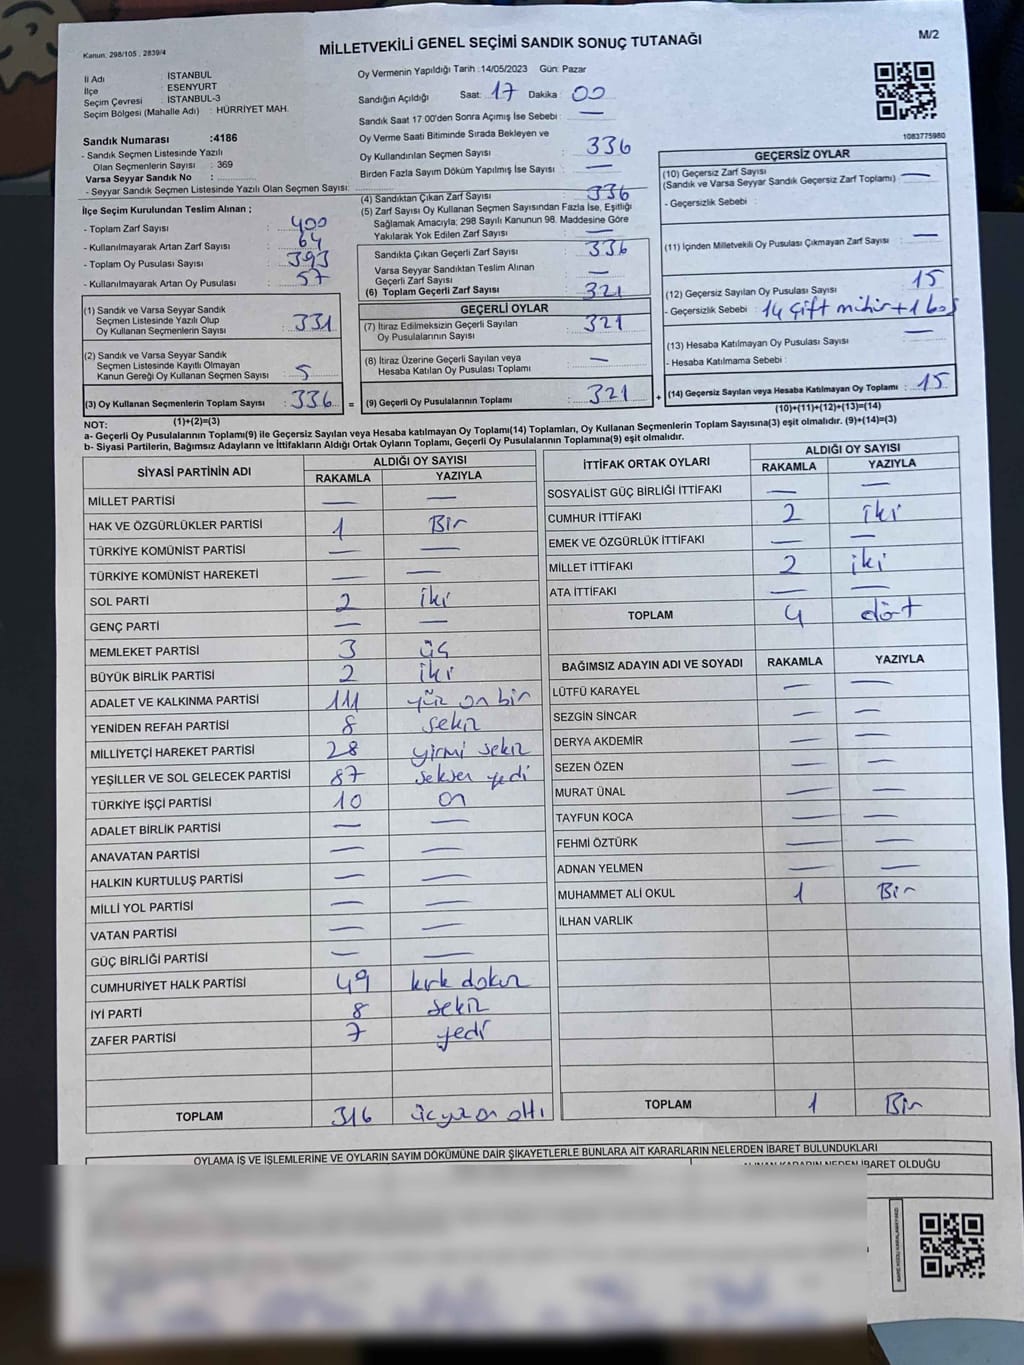 Kanun: 298/105 , 2839/4
MİLLETVEKİLİ GENEL SEÇİMİ SANDIK SONUÇ TUTANAĞI
M/2
İl Adı : İSTANBUL
İlçe : ESENYURT
Seçim Çevresi : İSTANBUL-3
Seçim Bölgesi (Mahalle Adı) : HÜRRİYET MAH.
Sandık Numarası :4186
- Sandık Seçmen Listesinde Yazılı
Olan Seçmenlerin Sayısı : 369
Varsa Seyyar Sandık No :
- Seyyar Sandık Seçmen Listesinde Yazılı Olan Seçmen Sayısı:
İlçe Seçim Kurulundan Teslim Alınan ;
- Toplam Zarf Sayısı : 400
- Kullanılmayarak Artan Zarf Sayısı : 64
- Toplam Oy Pusulası Sayısı : 393
- Kullanılmayarak Artan Oy Pusulası : 57
(1) Sandık ve Varsa Seyyar Sandık
Seçmen Listesinde Yazılı Olup
Oy Kullanan Seçmenlerin Sayısı : 331
(2) Sandık ve Varsa Seyyar Sandık
Seçmen Listesinde Kayıtlı Olmayan
Kanun Gereği Oy Kullanan Seçmen Sayısı : 5
(3) Oy Kullanan Seçmenlerin Toplam Sayısı : 336 =
(1)+(2)=(3)
Oy Vermenin Yapıldığı Tarih :14/05/2023 Gün: Pazar
Sandığın Açıldığı Saat: 17 Dakika : 00
Sandık Saat 17 00'den Sonra Açımış İse Sebebi : —
Oy Verme Saati Bitiminde Sırada Bekleyen ve
Oy Kullandırılan Seçmen Sayısı : 336
Birden Fazla Sayım Döküm Yapılmış İse Sayısı : —
(4) Sandıktan Çıkan Zarf Sayısı : 336
(5) Zarf Sayısı Oy Kullanan Seçmen Sayısından Fazla İse, Eşitliği
Sağlamak Amacıyla; 298 Sayılı Kanunun 98. Maddesine Göre
Yakılarak Yok Edilen Zarf Sayısı : —
Sandıkta Çıkan Geçerli Zarf Sayısı : 336
Varsa Seyyar Sandıktan Teslim Alınan
Geçerli Zarf Sayısı : —
(6) Toplam Geçerli Zarf Sayısı : 321
GEÇERLİ OYLAR
(7) İtiraz Edilmeksizin Geçerli Sayılan
Oy Pusulalarının Sayısı : 321
(8) İtiraz Üzerine Geçerli Sayılan veya
Hesaba Katılan Oy Pusulası Toplamı : —
(9) Geçerli Oy Pusulalarının Toplamı : 321 +
1083775980
GEÇERSİZ OYLAR
(10) Geçersiz Zarf Sayısı : —
(Sandık ve Varsa Seyyar Sandık Geçersiz Zarf Toplamı)
- Geçersizlik Sebebi :
(11) İçinden Milletvekili Oy Pusulası Çıkmayan Zarf Sayısı : —
(12) Geçersiz Sayılan Oy Pusulası Sayısı : 15
- Geçersizlik Sebebi : 14 çift mühür + 1 boş
(13) Hesaba Katılmayan Oy Pusulası Sayısı : —
- Hesaba Katılmama Sebebi :
(14) Geçersiz Sayılan veya Hesaba Katılmayan Oy Toplamı : 15
(10)+(11)+(12)+(13)=(14)
NOT:
a- Geçerli Oy Pusulalarının Toplamı(9) ile Geçersiz Sayılan veya Hesaba katılmayan Oy Toplamı(14) Toplamları, Oy Kullanan Seçmenlerin Toplam Sayısına(3) eşit olmalıdır. (9)+(14)=(3)
b- Siyasi Partilerin, Bağımsız Adayların ve İttifakların Aldığı Ortak Oyların Toplamı, Geçerli Oy Pusulalarının Toplamına(9) eşit olmalıdır.
SİYASİ PARTİNİN ADI ALDIĞI OY SAYISI
RAKAMLA YAZIYLA
MİLLET PARTİSİ — —
HAK VE ÖZGÜRLÜKLER PARTİSİ 1 Bir
TÜRKİYE KOMÜNİST PARTİSİ — —
TÜRKİYE KOMÜNİST HAREKETİ — —
SOL PARTİ 2 iki
GENÇ PARTİ — —
MEMLEKET PARTİSİ 3 üç
BÜYÜK BİRLİK PARTİSİ 2 iki
ADALET VE KALKINMA PARTİSİ 111 yüz on bir
YENİDEN REFAH PARTİSİ 8 sekiz
MİLLİYETÇİ HAREKET PARTİSİ 28 yirmi sekiz
YEŞİLLER VE SOL GELECEK PARTİSİ 87 seksen yedi
TÜRKİYE İŞÇİ PARTİSİ 10 on
ADALET BİRLİK PARTİSİ — —
ANAVATAN PARTİSİ — —
HALKIN KURTULUŞ PARTİSİ — —
MİLLİ YOL PARTİSİ — —
VATAN PARTİSİ — —
GÜÇ BİRLİĞİ PARTİSİ — —
CUMHURİYET HALK PARTİSİ 49 kırk dokuz
İYİ PARTİ 8 sekiz
ZAFER PARTİSİ 7 yedi
TOPLAM 316 üçyüz on altı
İTTİFAK ORTAK OYLARI ALDIĞI OY SAYISI
RAKAMLA YAZIYLA
SOSYALİST GÜÇ BİRLİĞİ İTTİFAKI — —
CUMHUR İTTİFAKI 2 iki
EMEK VE ÖZGÜRLÜK İTTİFAKI — —
MİLLET İTTİFAKI 2 iki
ATA İTTİFAKI — —
TOPLAM 4 dört
BAĞIMSIZ ADAYIN ADI VE SOYADI RAKAMLA YAZIYLA
LÜTFÜ KARAYEL — —
SEZGİN SİNCAR — —
DERYA AKDEMİR — —
SEZEN ÖZEN — —
MURAT ÜNAL — —
TAYFUN KOCA — —
FEHMİ ÖZTÜRK — —
ADNAN YELMEN — —
MUHAMMET ALİ OKUL 1 Bir
İLHAN VARLIK
TOPLAM 1 Bir
OYLAMA İŞ VE İŞLEMLERİNE VE OYLARIN SAYIM DÖKÜMÜNE DAİR ŞİKAYETLERLE BUNLARA AİT KARARLARIN NELERDEN İBARET BULUNDUKLARI
İBARET OLDUĞU